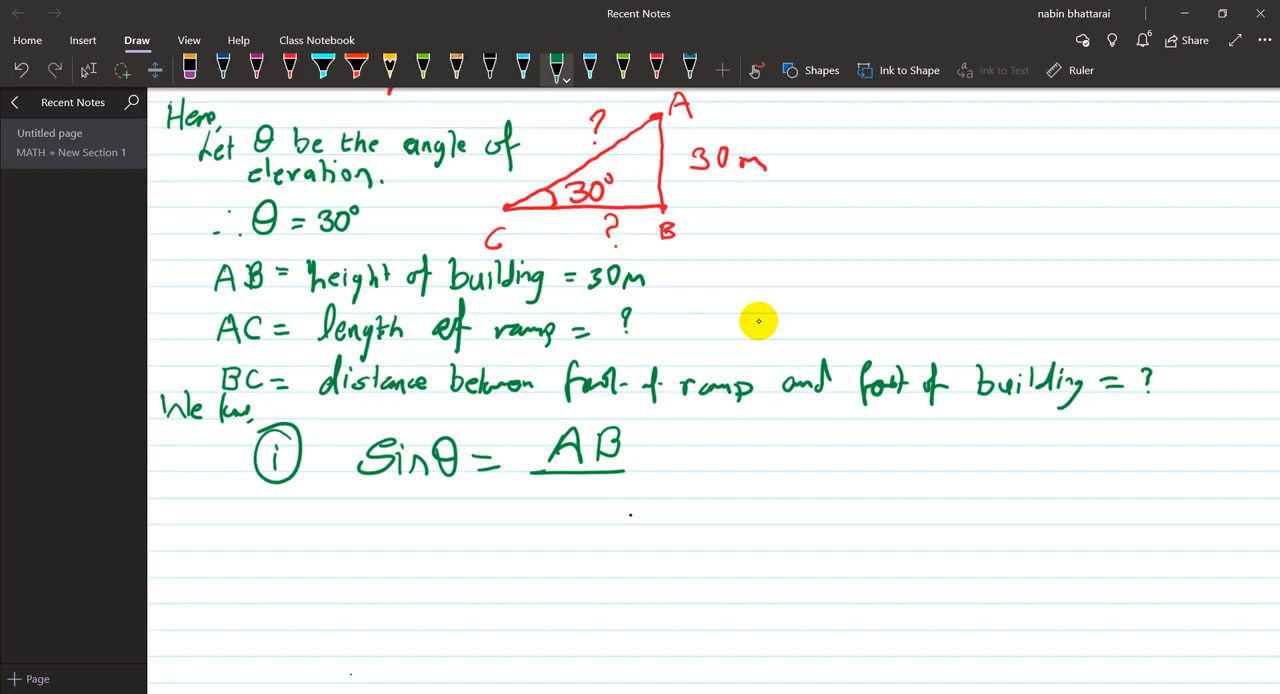 Recent Notes
nabin bhattarai
Home Insert Draw View Help Class Notebook
6
Share
Shapes Ink to Shape Ink to Text Ruler
Recent Notes
Untitled page
MATH » New Section 1
Here,
Let θ be the angle of
elevation.
∴ θ = 30°
A
?
30 m
30°
C
?
B
AB = height of building = 30m
AC = length of ramp = ?
BC = distance between foot of ramp and foot of building = ?
We know,
i sinθ = AB
Page